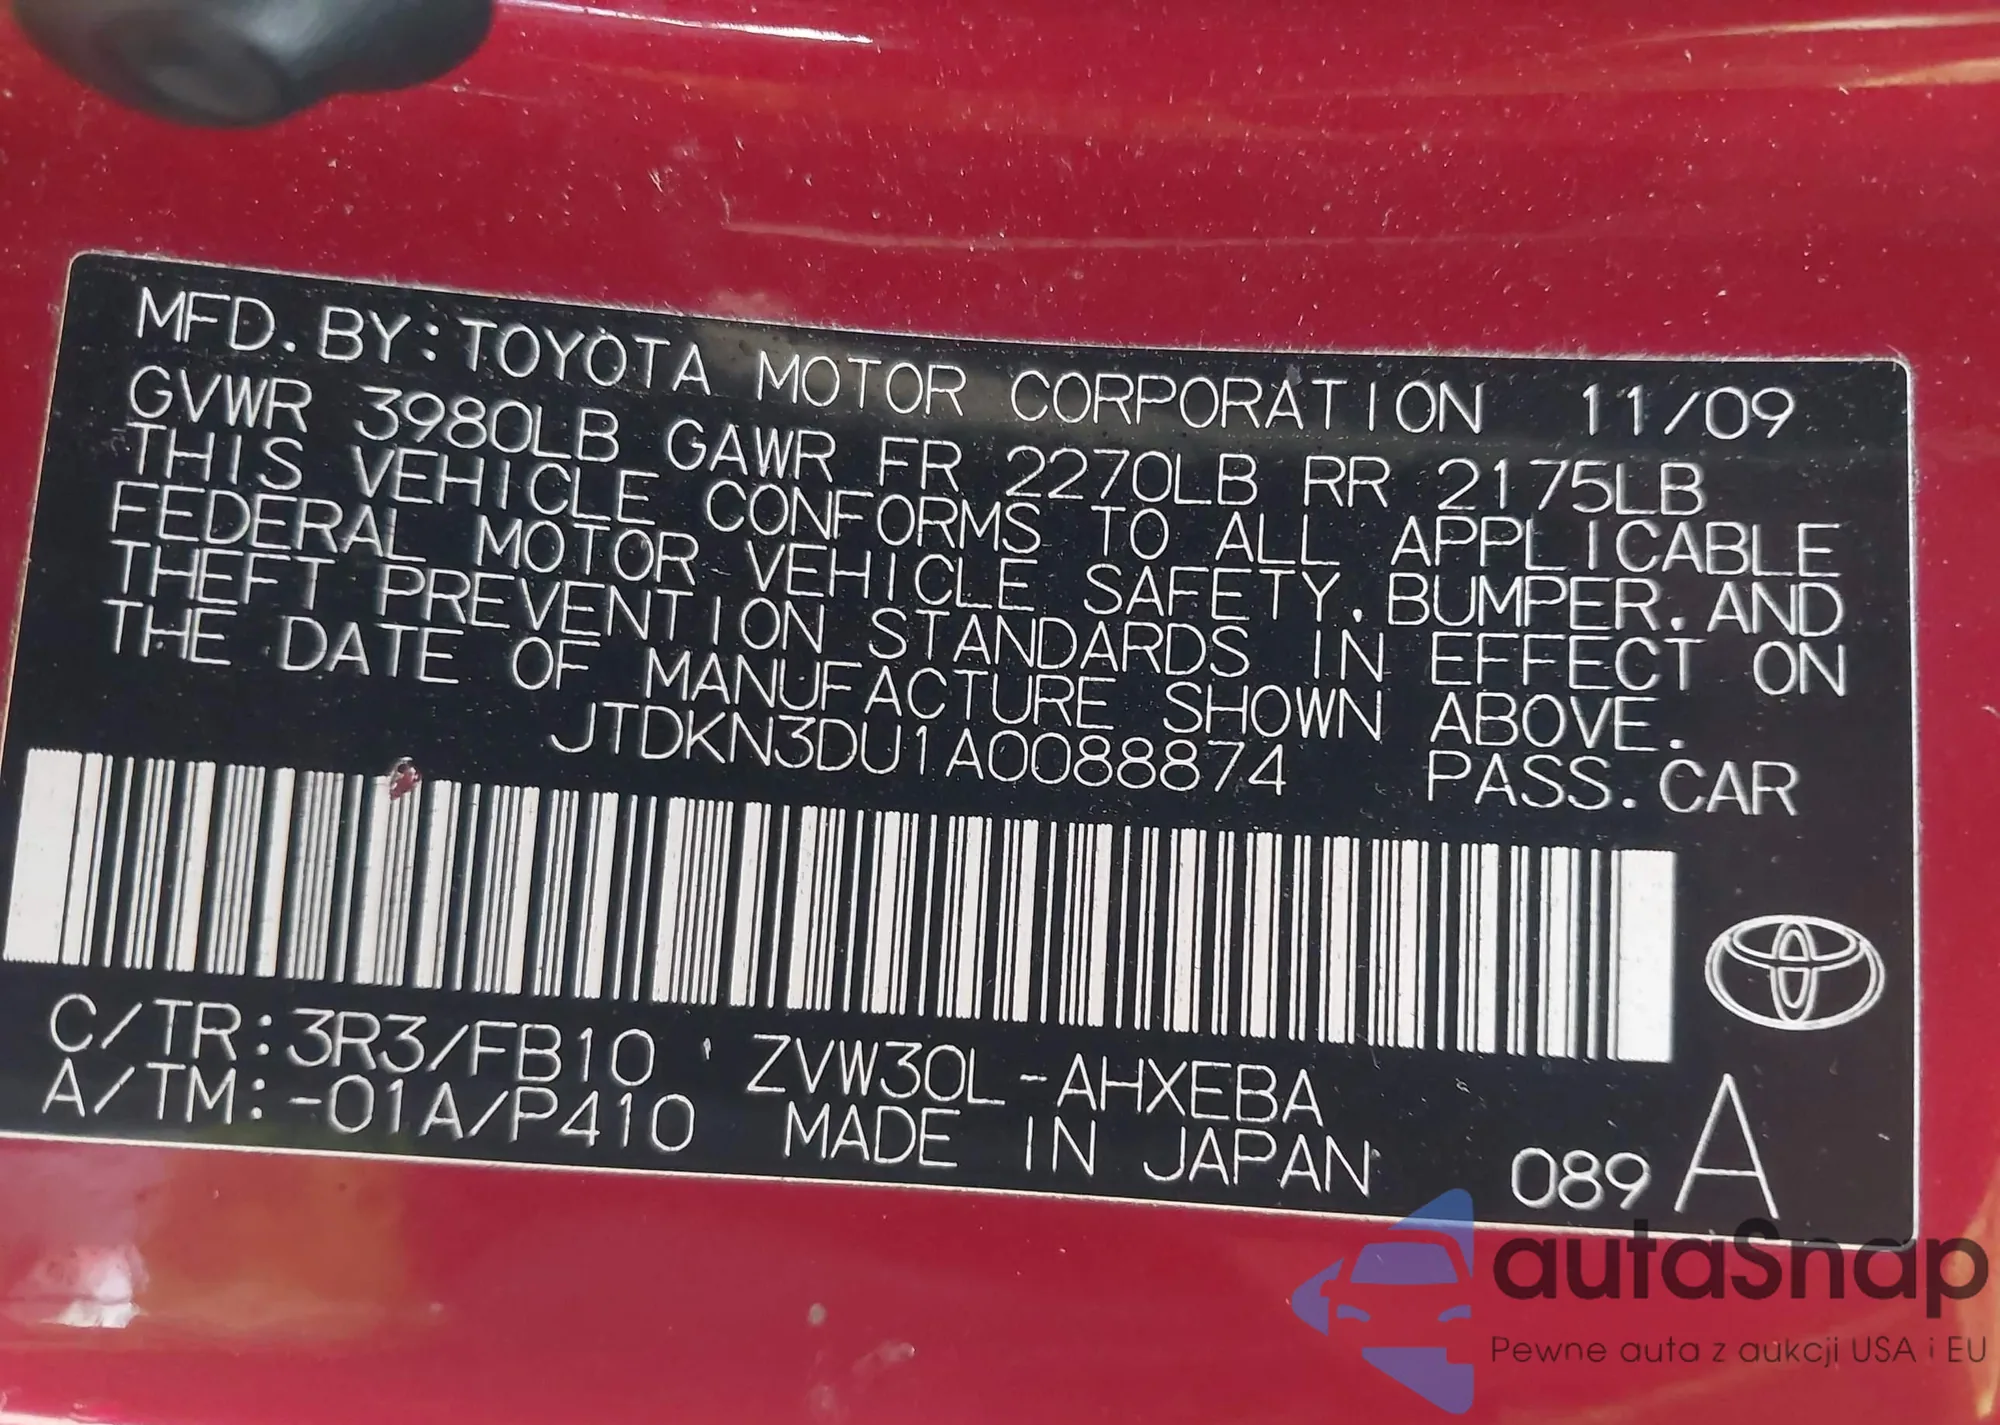 MFD. BY: TOYOTA MOTOR CORPORATION 11/09
GVWR 3980LB GAWR FR 2270LB RR 2175LB
THIS VEHICLE CONFORMS TO ALL APPLICABLE
FEDERAL MOTOR VEHICLE SAFETY, BUMPER, AND
THEFT PREVENTION STANDARDS IN EFFECT ON
THE DATE OF MANUFACTURE SHOWN ABOVE.
JTDKN3DU1A0088874 PASS. CAR
C/TR: 3R3/FB10 ZVW30L-AHXEBA
A/TM: -01A/P410 MADE IN JAPAN 089 A
autaSnap
Pewne auta z aukcji USA i EU